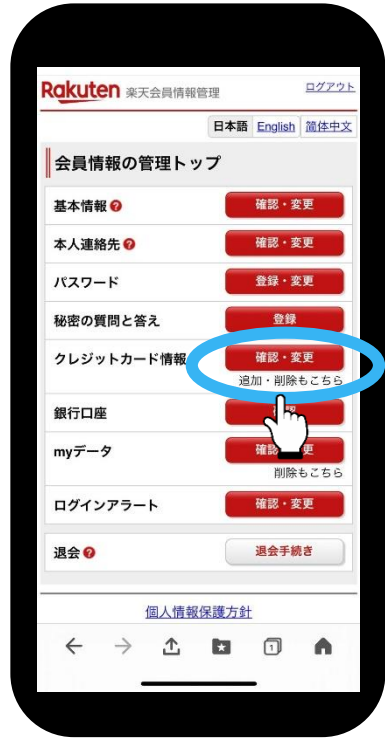 Rakuten 楽天会員情報管理 ログアウト
日本語 English 简体中文
会員情報の管理トップ
基本情報 ? 確認・変更
本人連絡先 ? 確認・変更
パスワード 登録・変更
秘密の質問と答え 登録
クレジットカード情報 確認・変更
追加・削除もこちら
銀行口座
myデータ 確認・変更
削除もこちら
ログインアラート 確認・変更
退会 ? 退会手続き
個人情報保護方針
1